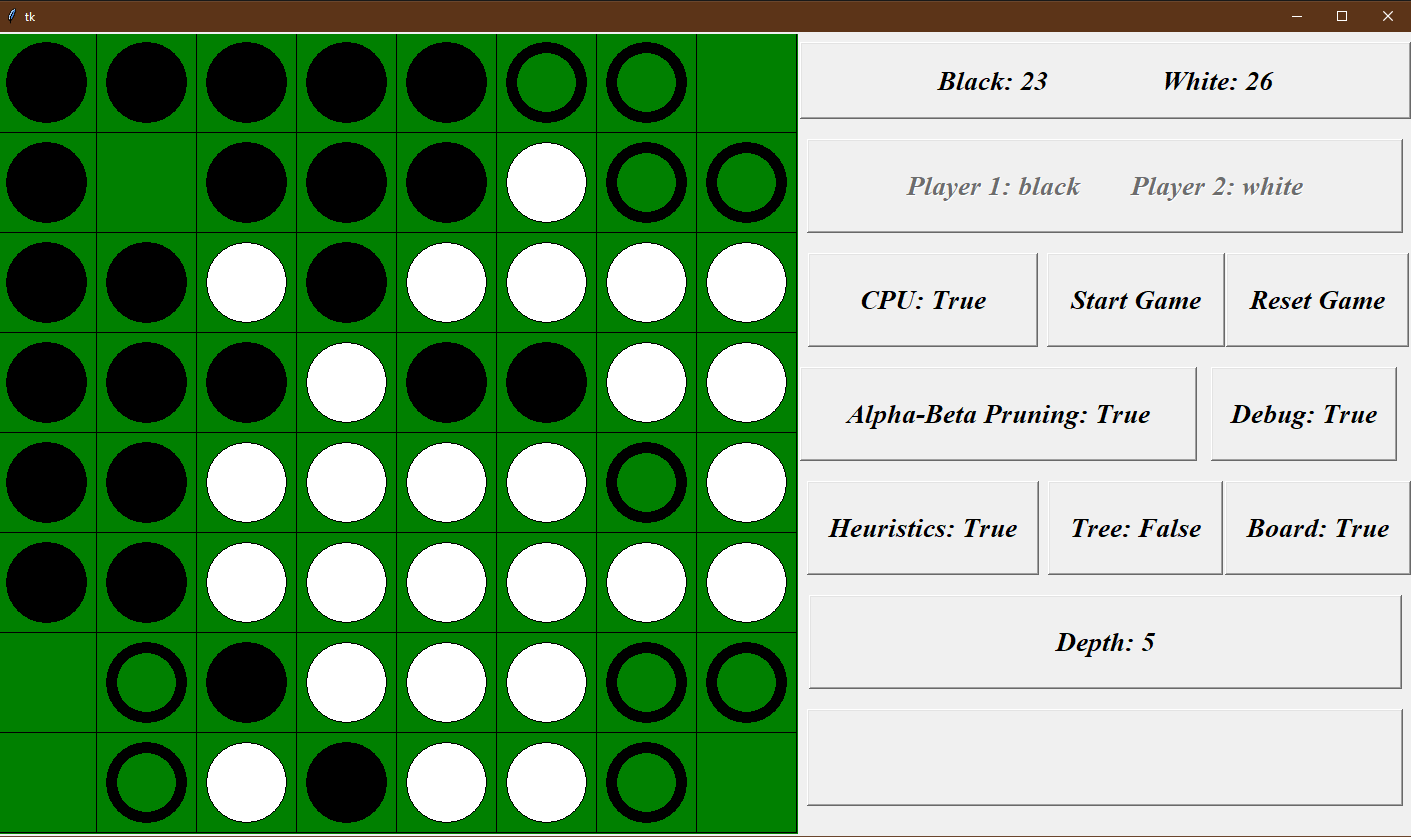 tk
Black: 23 White: 26
Player 1: black Player 2: white
CPU: True
Start Game
Reset Game
Alpha-Beta Pruning: True
Debug: True
Heuristics: True
Tree: False
Board: True
Depth: 5